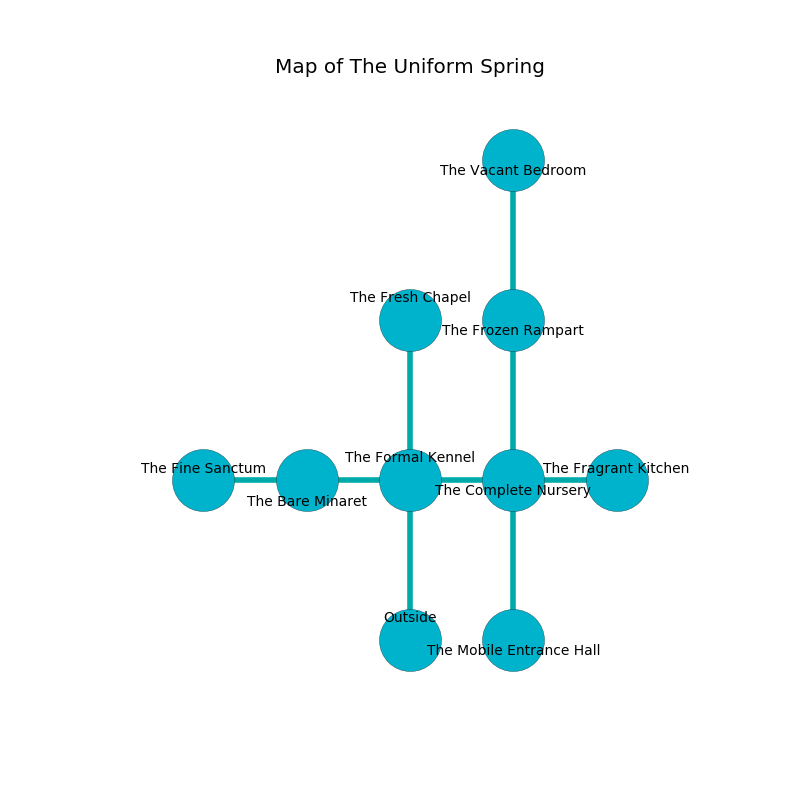 Map of The Uniform Spring
The Vacant Bedroom
The Fresh Chapel
The Frozen Rampart
The Formal Kennel
The Fine Sanctum
The Fragrant Kitchen
The Complete Nursery
The Bare Minaret
Outside
The Mobile Entrance Hall